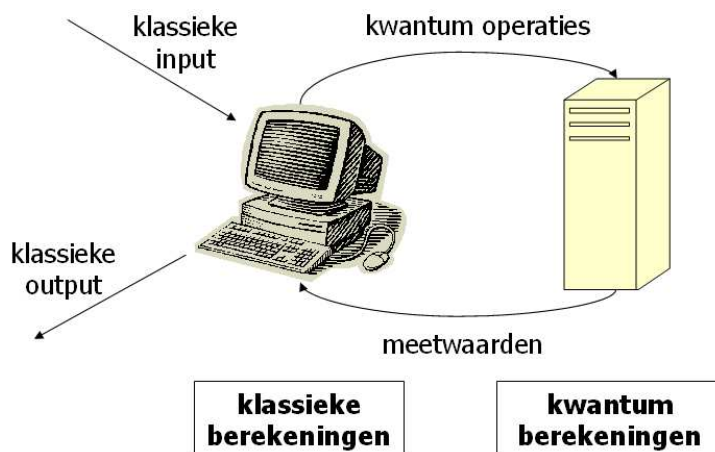 klassieke
input
kwantum operaties
klassieke
output
meetwaarden
klassieke
berekeningen
kwantum
berekeningen